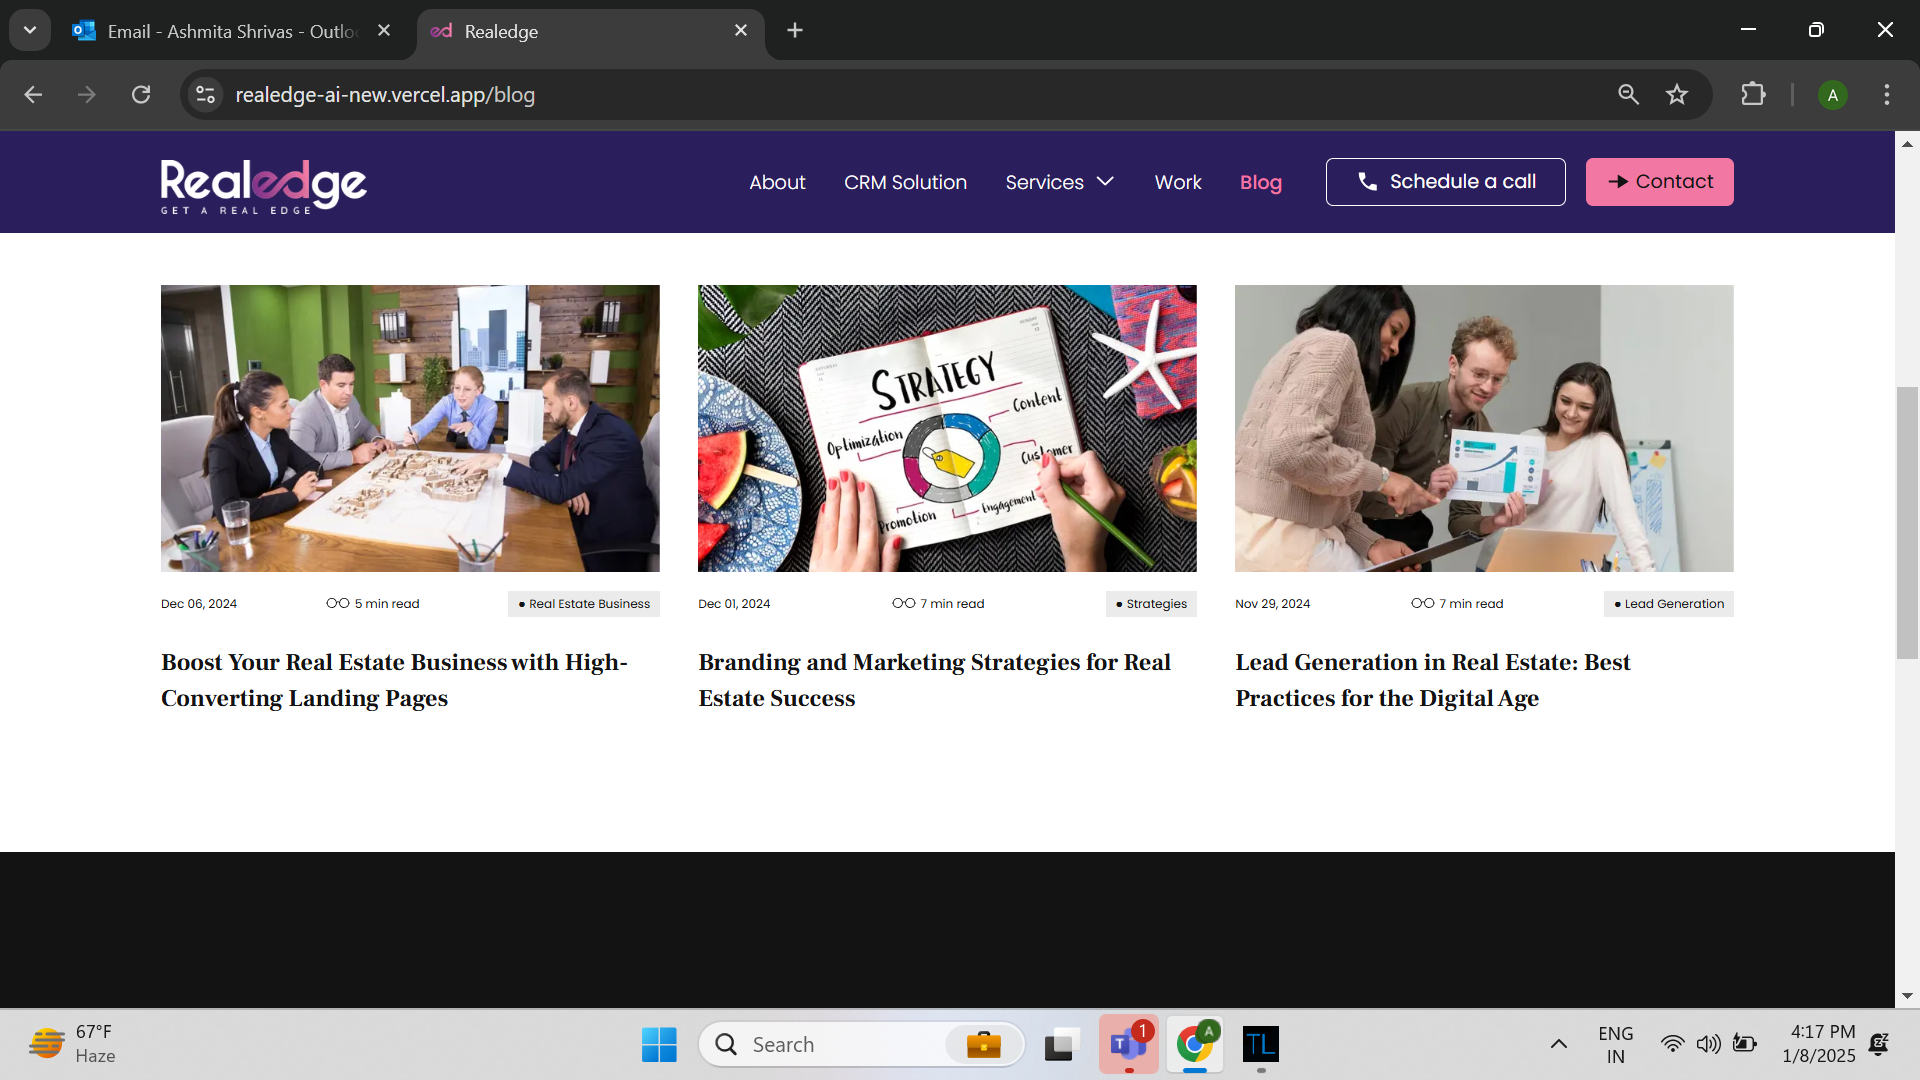 Email - Ashmita Shrivas - Outlo
Realedge
realedge-ai-new.vercel.app/blog
A
Realedge
GET A REAL EDGE
About
CRM Solution
Services
Work
Blog
Schedule a call
Contact
STRATEGY
Content
Optimization
Customer
Engagement
Promotion
Dec 06, 2024
5 min read
• Real Estate Business
Dec 01, 2024
7 min read
• Strategies
Nov 29, 2024
7 min read
• Lead Generation
Boost Your Real Estate Business with High-
Converting Landing Pages
Branding and Marketing Strategies for Real
Estate Success
Lead Generation in Real Estate: Best
Practices for the Digital Age
67°F
Haze
Search
1
A
TL
ENG
IN
4:17 PM
1/8/2025